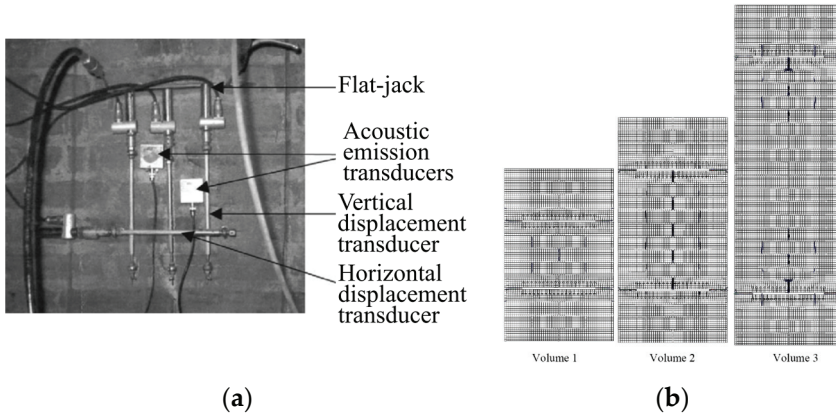 Flat-jack
Acoustic
emission
transducers
Vertical
displacement
transducer
Horizontal
displacement
transducer
Volume 1
Volume 2
Volume 3
(a)
(b)